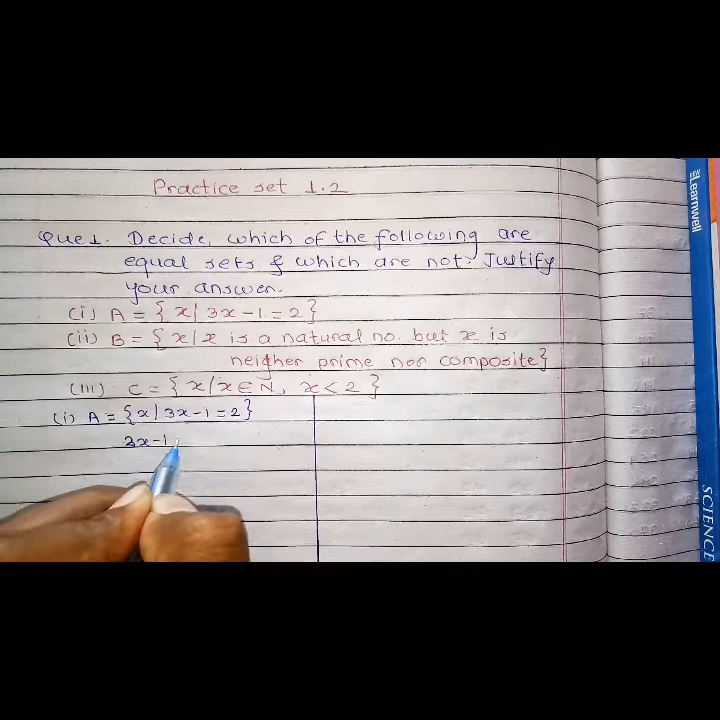 Practice set 1.2
Que 1. Decide, which of the following are
equal sets & which are not? Justify
your answer.
(i) A = { x | 3x - 1 = 2 }
(ii) B = { x / x is a natural no. but x is
neigher prime nor composite}
(III) C = { x / x ∈ N, x < 2 }
(i) A = { x | 3x - 1 = 2 }
3x - 1
Learnwell
SCIENCE